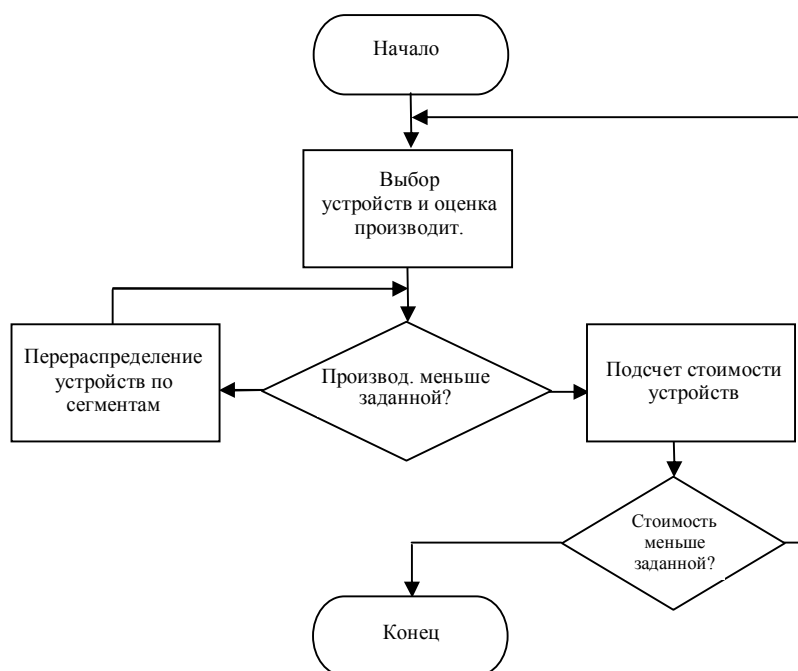 Начало
Выбор
устройств и оценка
производит.
Перераспределение
устройств по
сегментам
Производ. меньше
заданной?
Подсчет стоимости
устройств
Стоимость
меньше
заданной?
Конец